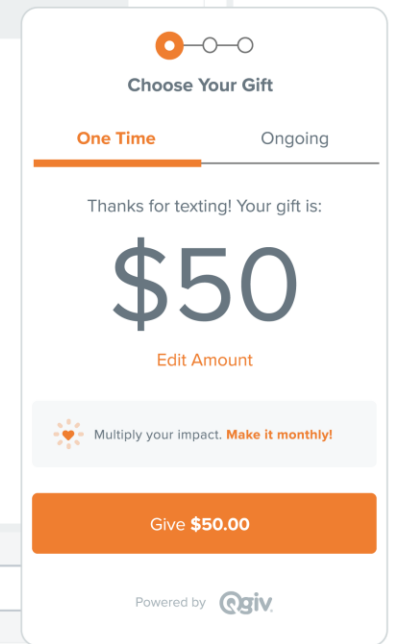 Choose Your Gift
One Time Ongoing
Thanks for texting! Your gift is:
$50
Edit Amount
Multiply your impact. Make it monthly!
Give $50.00
Powered by Qgiv